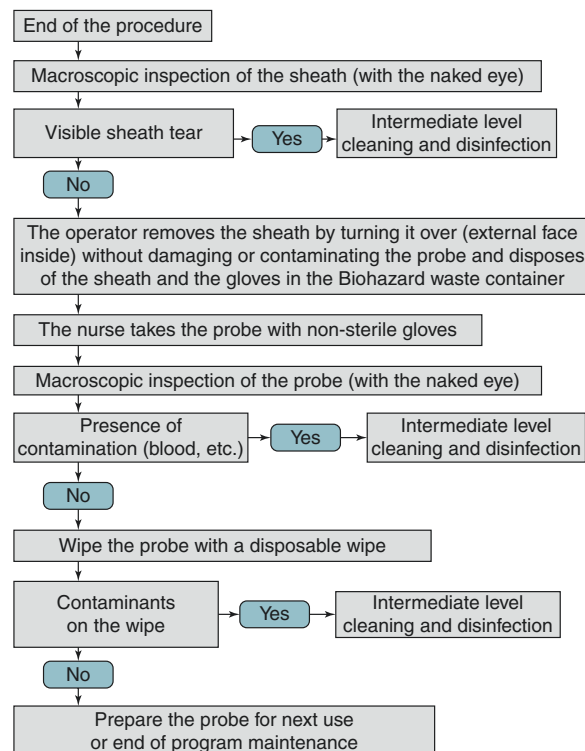 End of the procedure
Macroscopic inspection of the sheath (with the naked eye)
Visible sheath tear
Yes
Intermediate level
cleaning and disinfection
No
The operator removes the sheath by turning it over (external face
inside) without damaging or contaminating the probe and disposes
of the sheath and the gloves in the Biohazard waste container
The nurse takes the probe with non-sterile gloves
Macroscopic inspection of the probe (with the naked eye)
Presence of
contamination (blood, etc.)
Yes
Intermediate level
cleaning and disinfection
No
Wipe the probe with a disposable wipe
Contaminants
on the wipe
Yes
Intermediate level
cleaning and disinfection
No
Prepare the probe for next use
or end of program maintenance